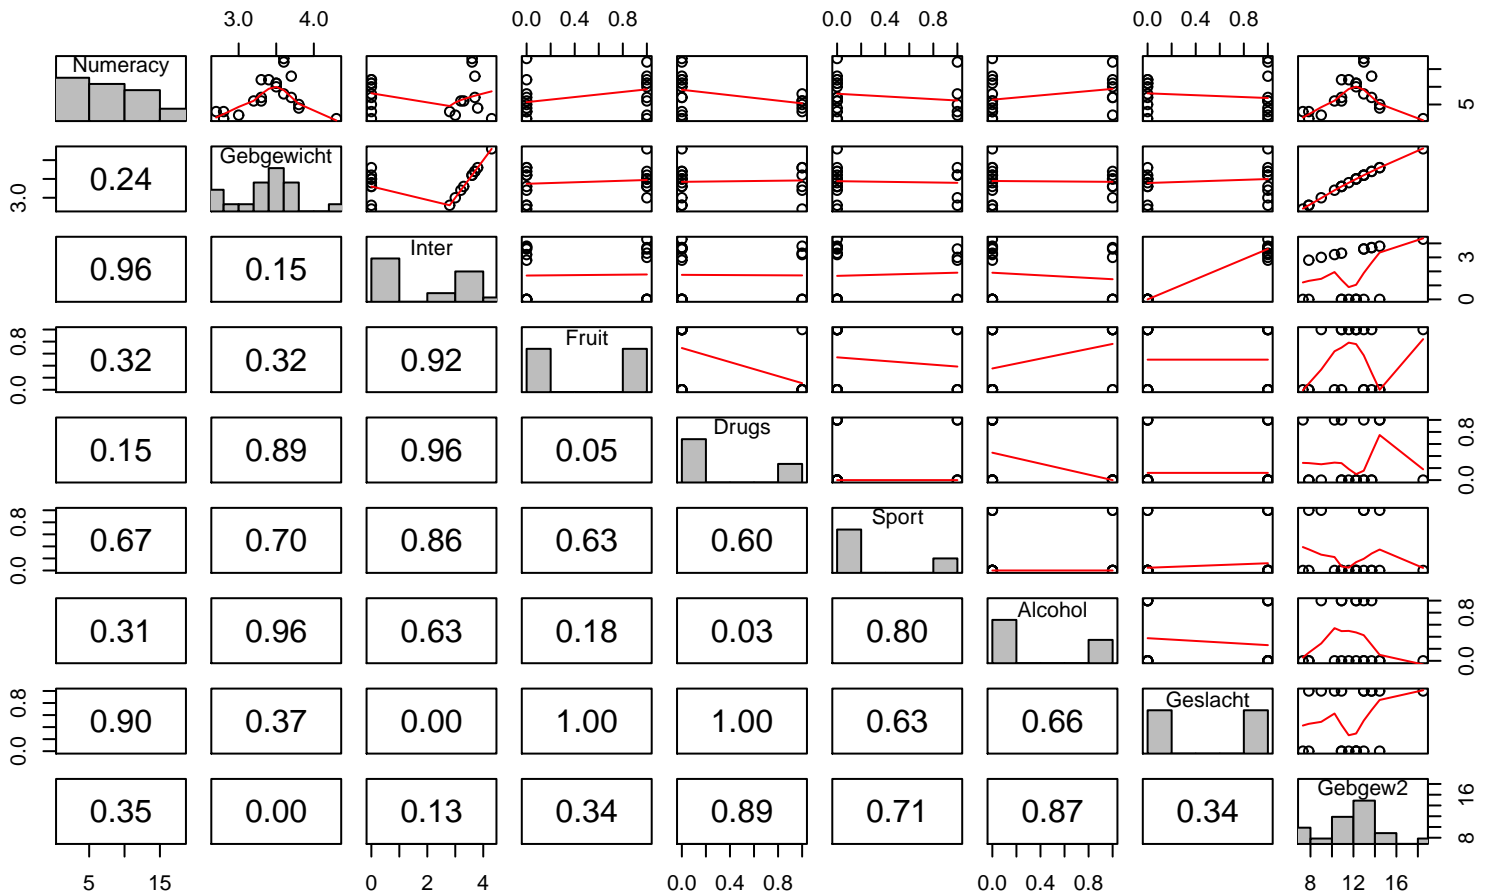 3.0 4.0 0.0 0.4 0.8 0.0 0.4 0.8 0.0 0.4 0.8
Numeracy 5
3.0 0.24 Gebgewicht
0.96 0.15 Inter 0 3
0.0 0.8 0.32 0.32 0.92 Fruit
0.15 0.89 0.96 0.05 Drugs 0.0 0.8
0.0 0.8 0.67 0.70 0.86 0.63 0.60 Sport
0.31 0.96 0.63 0.18 0.03 0.80 Alcohol 0.0 0.8
0.0 0.8 0.90 0.37 0.00 1.00 1.00 0.63 0.66 Geslacht
0.35 0.00 0.13 0.34 0.89 0.71 0.87 0.34 Gebgew2 8 16
5 15 0 2 4 0.0 0.4 0.8 0.0 0.4 0.8 8 12 16